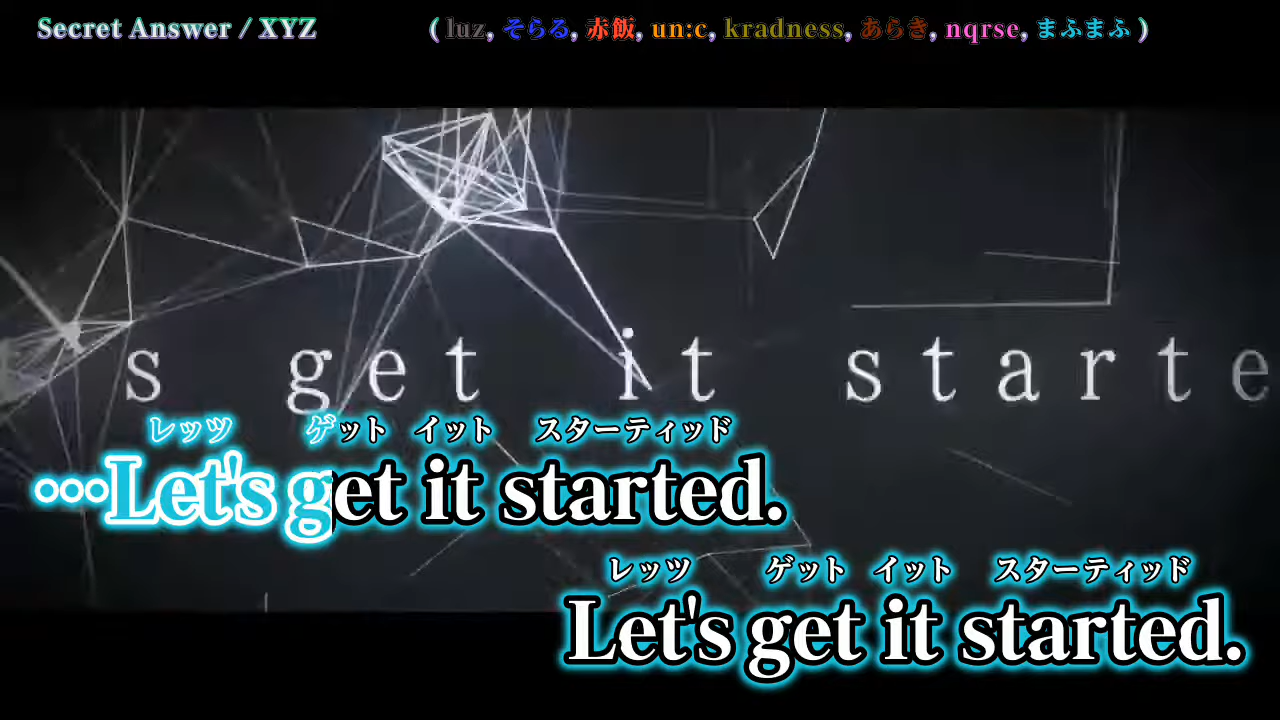 Secret Answer / XYZ
( luz, そらる, 赤飯, un:c, kradness, あらき, nqrse, まふまふ )
s get it starte
レッツ ゲット イット スターティッド
…Let's get it started.
レッツ ゲット イット スターティッド
Let's get it started.